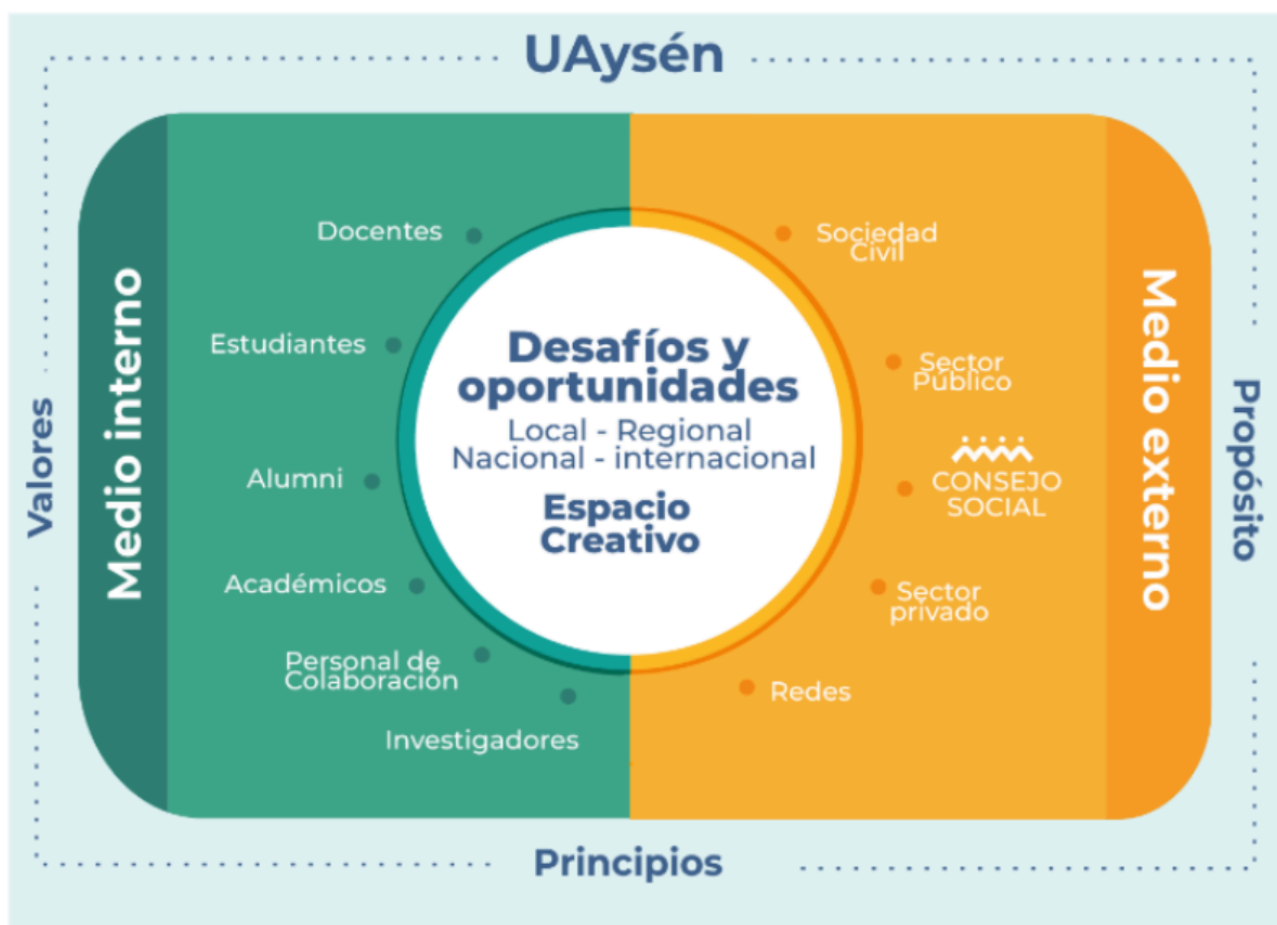 UAysén
Valores
Medio interno
Docentes
Estudiantes
Alumni
Académicos
Personal de
Colaboración
Investigadores
Desafíos y
oportunidades
Local - Regional
Nacional - internacional
Espacio
Creativo
Sociedad
Civil
Sector
Público
CONSEJO
SOCIAL
Sector
privado
Redes
Medio externo
Propósito
Principios